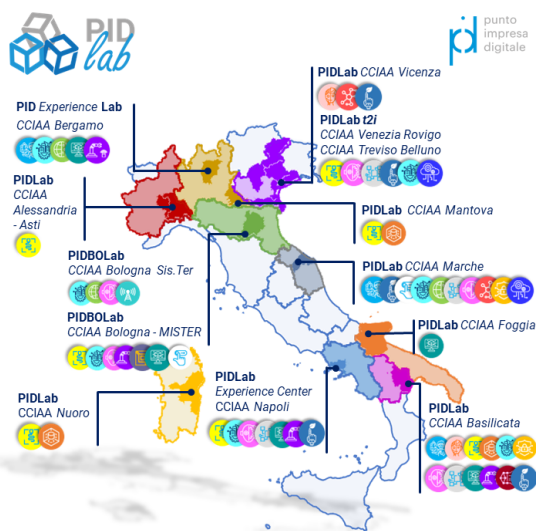 PID
lab
punto
impresa
digitale
PIDLab CCIAA Vicenza
PIDLab t2i
CCIAA Venezia Rovigo
CCIAA Treviso Belluno
PID Experience Lab
CCIAA Bergamo
PIDLab
CCIAA
Alessandria
- Asti
PIDLab CCIAA Mantova
PIDBOLab
CCIAA Bologna Sis.Ter
PIDLab CCIAA Marche
PIDBOLab
CCIAA Bologna - MISTER
PIDLab CCIAA Foggia
PIDLab
CCIAA Nuoro
PIDLab
Experience Center
CCIAA Napoli
PIDLab
CCIAA Basilicata